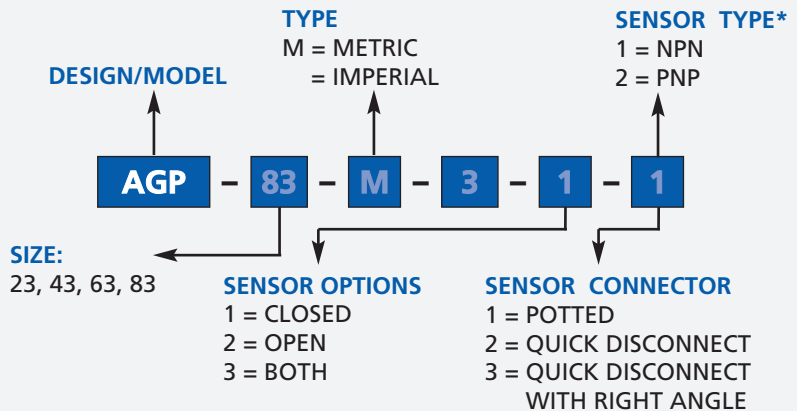 TYPE
M = METRIC
= IMPERIAL
SENSOR TYPE*
1 = NPN
2 = PNP
DESIGN/MODEL
AGP - 83 - M - 3 - 1 - 1
SIZE:
23, 43, 63, 83
SENSOR OPTIONS
1 = CLOSED
2 = OPEN
3 = BOTH
SENSOR CONNECTOR
1 = POTTED
2 = QUICK DISCONNECT
3 = QUICK DISCONNECT
WITH RIGHT ANGLE